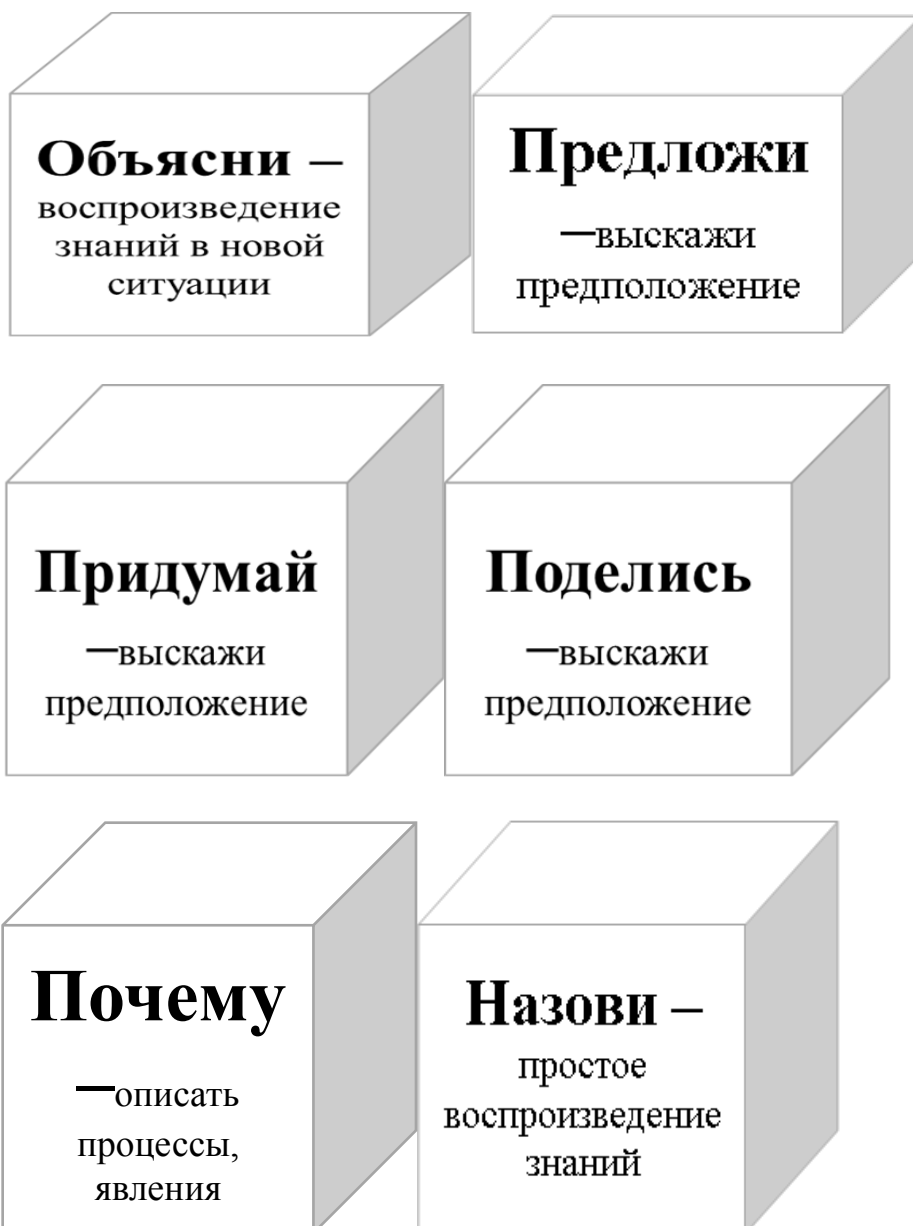 Объясни –
воспроизведение
знаний в новой
ситуации
Предложи
—выскажи
предположение
Придумай
—выскажи
предположение
Поделись
—выскажи
предположение
Почему
—описать
процессы,
явления
Назови –
простое
воспроизведение
знаний